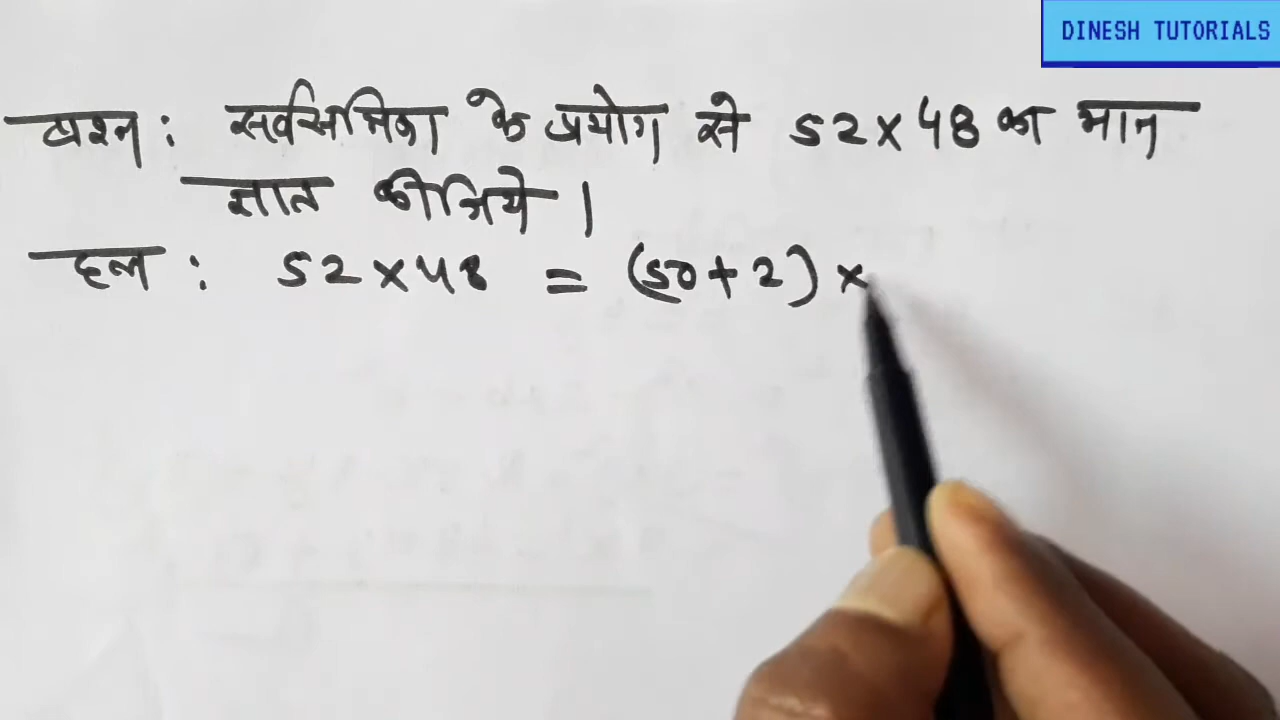 DINESH TUTORIALS
प्रश्न : सर्वसमिका के प्रयोग से 52×48 का मान
ज्ञात कीजिये ।
हल : 52×48 = (50+2)×